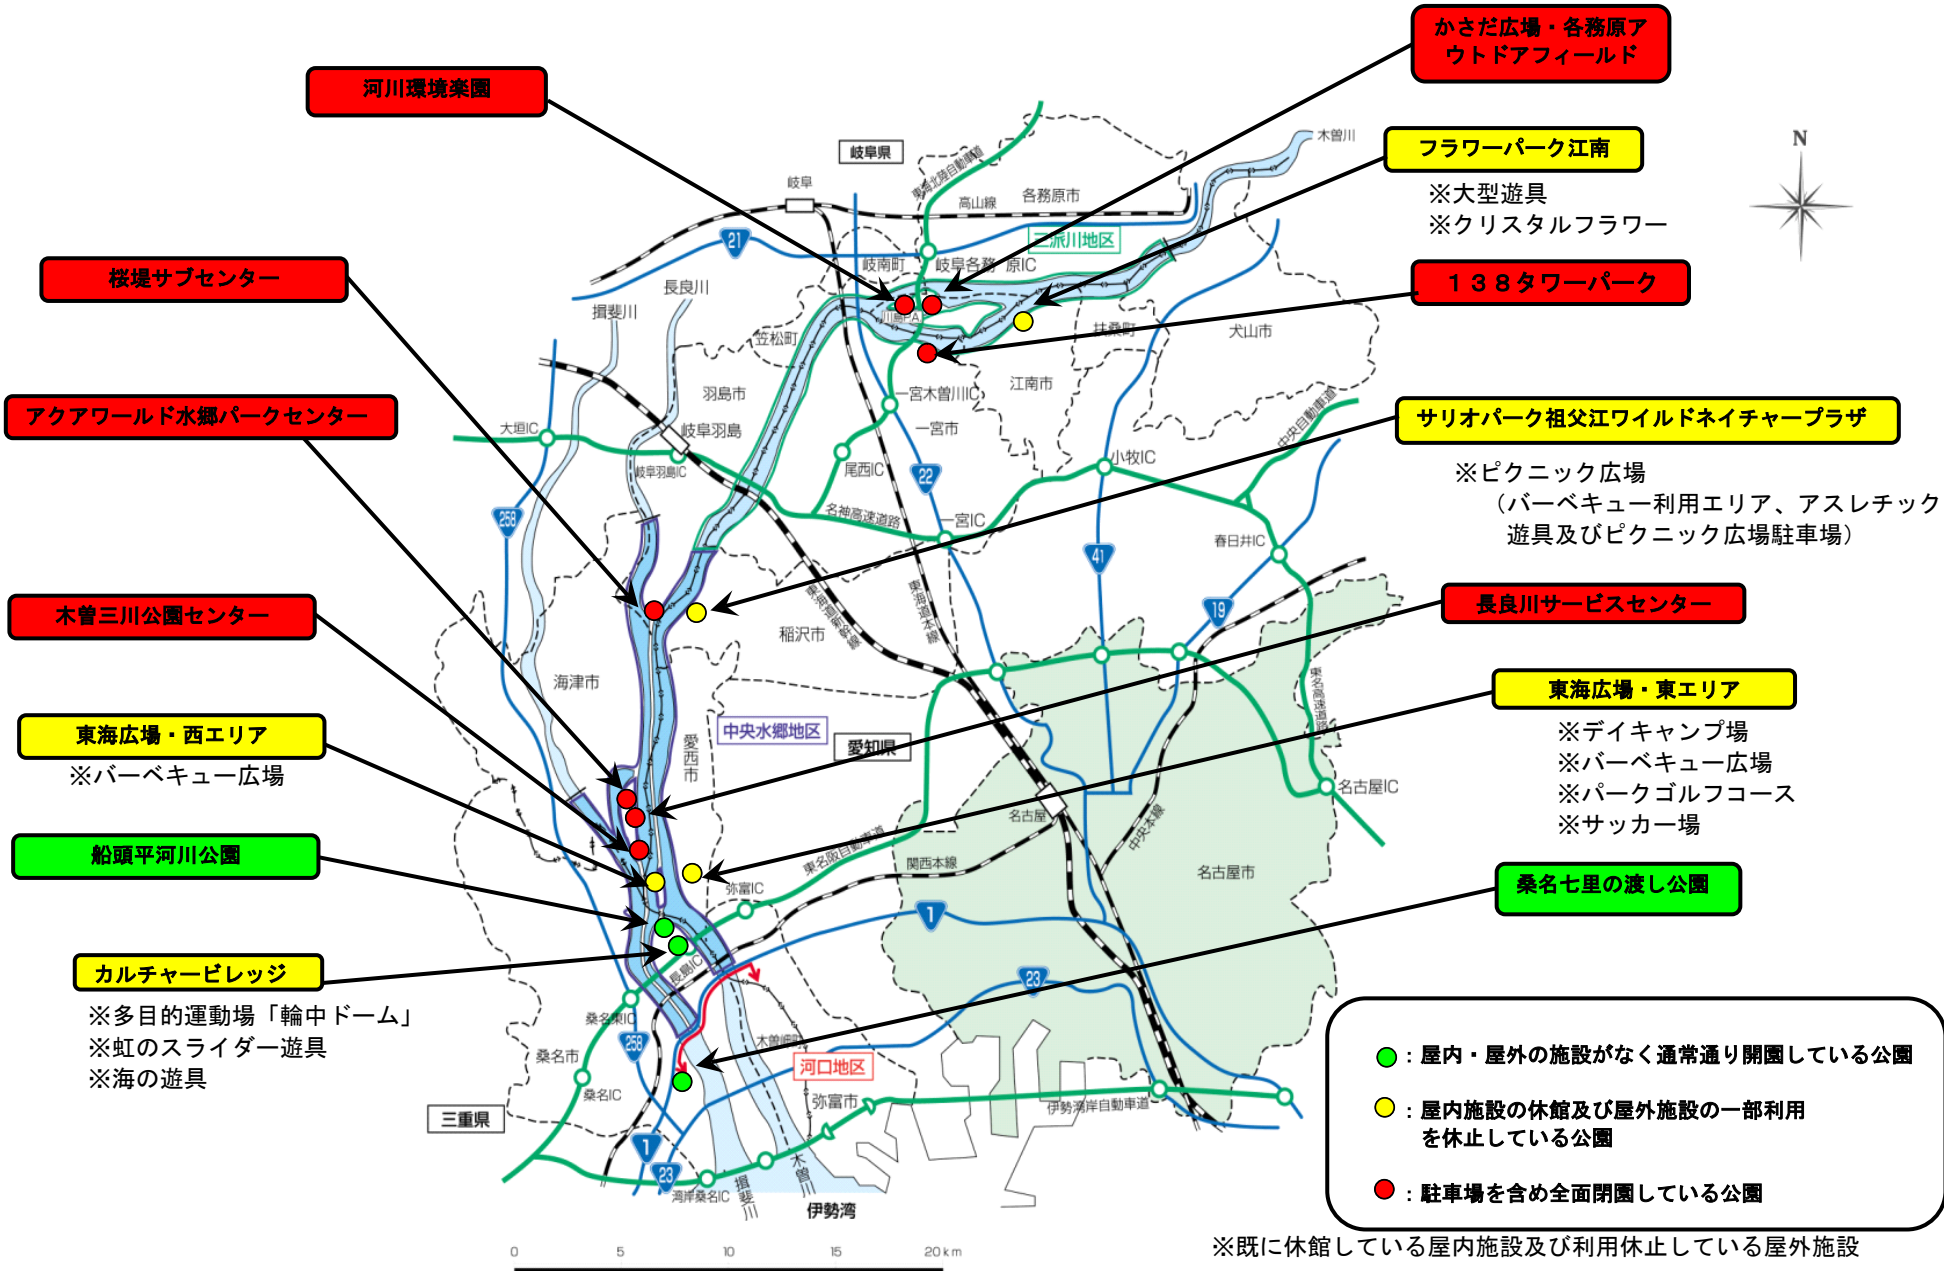 かさだ広場・各務原ア
ウトドアフィールド
河川環境楽園
フラワーパーク江南
※大型遊具
※クリスタルフラワー
N
木曽川
岐阜県
岐阜
東海北陸自動車道
高山線
各務原市
21
三派川地区
岐南町
岐阜各務原IC
桜堤サブセンター
138タワーパーク
長良川
揖斐川
川島PA
笠松町
扶桑町
犬山市
羽島市
江南市
一宮木曽川IC
アクアワールド水郷パークセンター
サリオパーク祖父江ワイルドネイチャープラザ
中央自動車道
大垣IC
岐阜羽島
一宮市
岐阜羽島IC
尾西IC
22
小牧IC
※ピクニック広場
(バーベキュー利用エリア、アスレチック
遊具及びピクニック広場駐車場)
258
名神高速道路
一宮IC
41
春日井IC
木曽三川公園センター
東海道新幹線
東海道本線
19
長良川サービスセンター
稲沢市
海津市
東名高速道路
東海広場・東エリア
東海広場・西エリア
※バーベキュー広場
中央水郷地区
愛西市
愛知県
※デイキャンプ場
※バーベキュー広場
※パークゴルフコース
※サッカー場
名古屋IC
名古屋
中央本線
船頭平河川公園
東名阪自動車道
関西本線
名古屋市
弥富IC
桑名七里の渡し公園
1
カルチャービレッジ
長島IC
23
※多目的運動場「輪中ドーム」
※虹のスライダー遊具
※海の遊具
桑名東IC
258
木曽岬町
桑名市
河口地区
桑名IC
弥富市
伊勢湾岸自動車道
三重県
1
23
湾岸桑名IC
揖斐川
木曽川
伊勢湾
:屋内・屋外の施設がなく通常通り開園している公園
:屋内施設の休館及び屋外施設の一部利用
を休止している公園
:駐車場を含め全面閉園している公園
※既に休館している屋内施設及び利用休止している屋外施設
0 5 10 15 20km